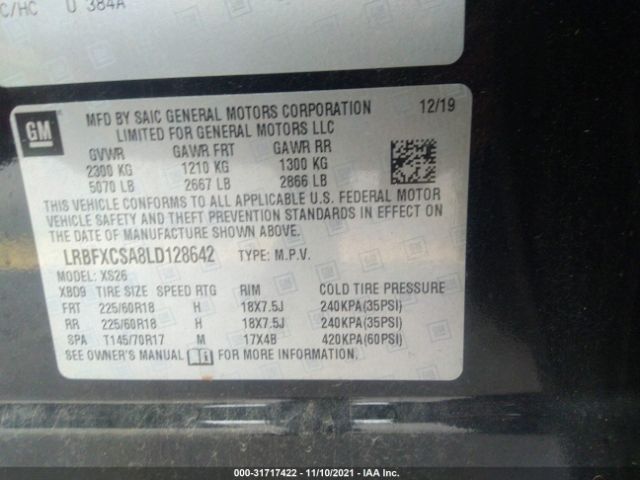 C/HC U 384A
GM
MFD BY SAIC GENERAL MOTORS CORPORATION 12/19
LIMITED FOR GENERAL MOTORS LLC
GVWR GAWR FRT GAWR RR
2300 KG 1210 KG 1300 KG
5070 LB 2667 LB 2866 LB
THIS VEHICLE CONFORMS TO ALL APPLICABLE U.S. FEDERAL MOTOR
VEHICLE SAFETY AND THEFT PREVENTION STANDARDS IN EFFECT ON
THE DATE OF MANUFACTURE SHOWN ABOVE.
LRBFXCSA8LD128642 TYPE: M.P.V.
MODEL: XS26
XBD9 TIRE SIZE SPEED RTG RIM COLD TIRE PRESSURE
FRT 225/60R18 H 18X7.5J 240KPA(35PSI)
RR 225/60R18 H 18X7.5J 240KPA(35PSI)
SPA T145/70R17 M 17X4B 420KPA(60PSI)
SEE OWNER'S MANUAL FOR MORE INFORMATION.
000-31717422 - 11/10/2021 - IAA Inc.